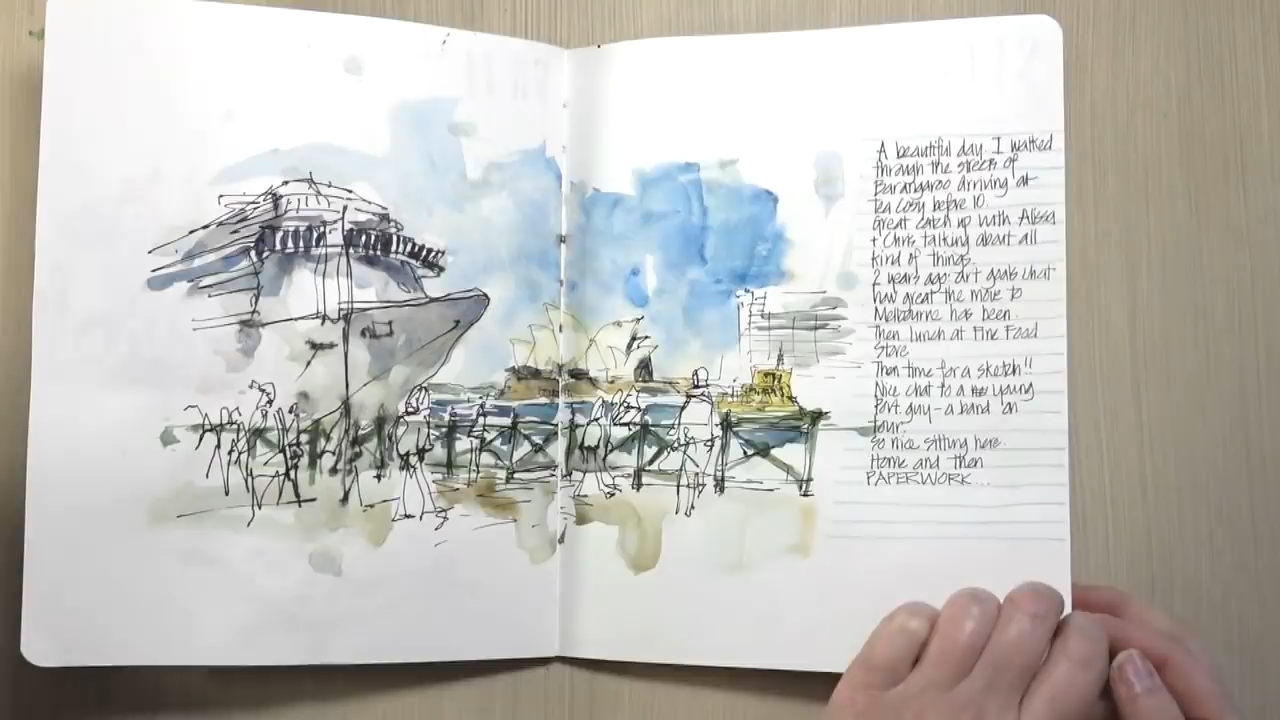 A beautiful day. I walked
through the streets of
Barangaroo arriving at
Tea Cosy before 10.
Great catch up with Alissa
+ Chris talking about all
kind of things.
2 years ago: art goals chat
how great the move to
Melbourne has been.
Then lunch at Fine Food
Store
Then time for a sketch!!
Nice chat to a young
Port guy - a band on
tour.
so nice sitting here.
Home and then
PAPERWORK...